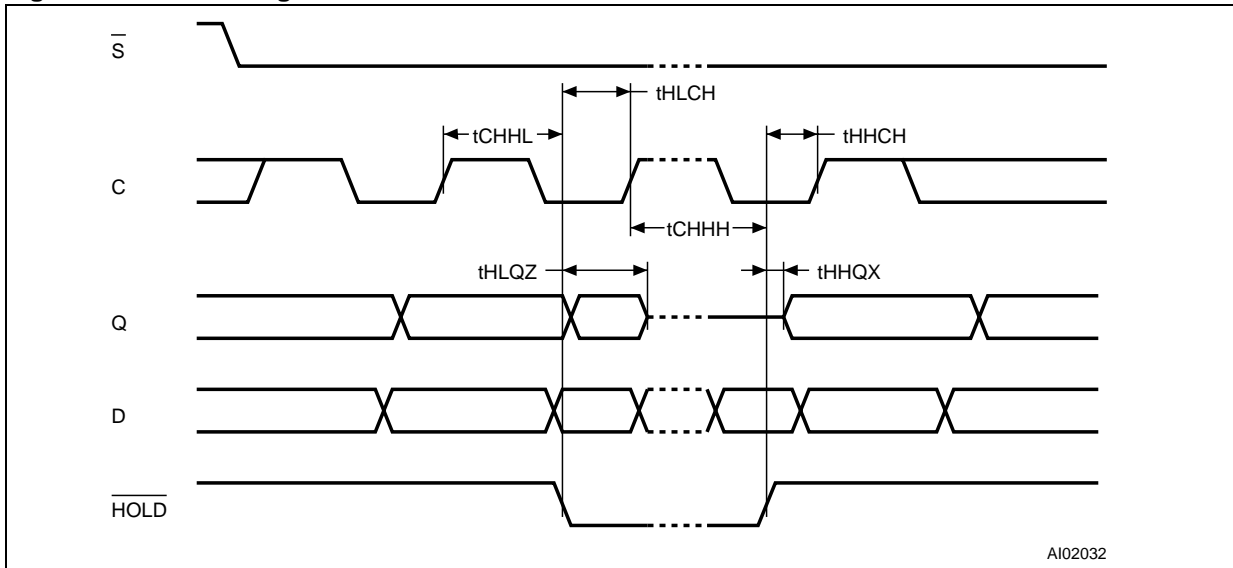 S
tHLCH
tCHHL
tHHCH
C
tCHHH
tHLQZ
tHHQX
Q
D
HOLD
AI02032